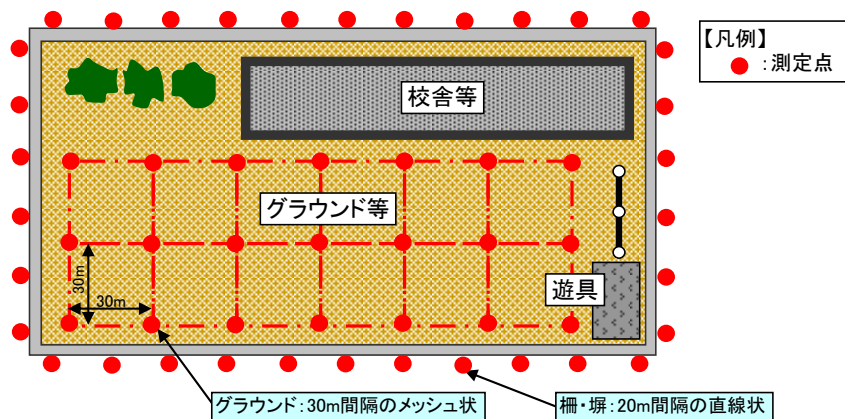 【凡例】
：測定点
校舎等
グラウンド等
30m
30m
遊具
グラウンド：30m間隔のメッシュ状
柵・塀：20m間隔の直線状